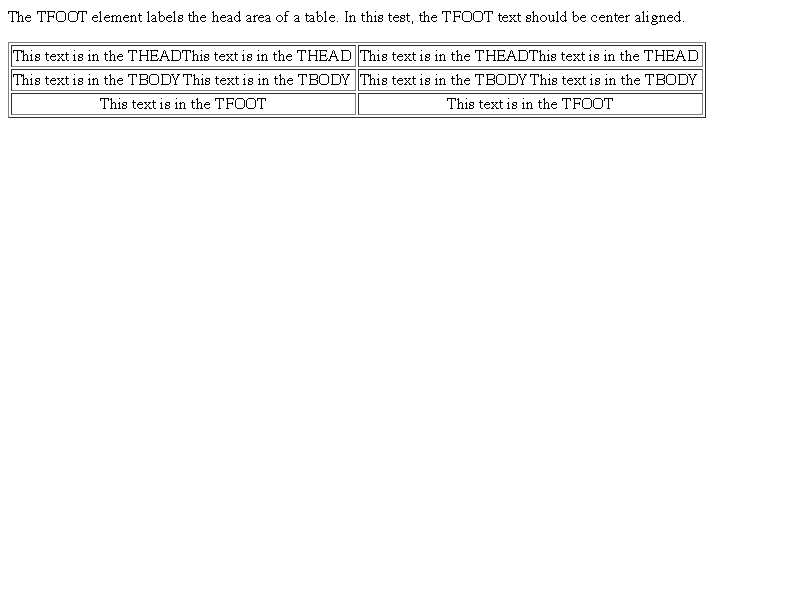 The TFOOT element labels the head area of a table. In this test, the TFOOT text should be center aligned.
This text is in the THEADThis text is in the THEAD This text is in the THEADThis text is in the THEAD
This text is in the TBODY This text is in the TBODY This text is in the TBODY This text is in the TBODY
This text is in the TFOOT This text is in the TFOOT